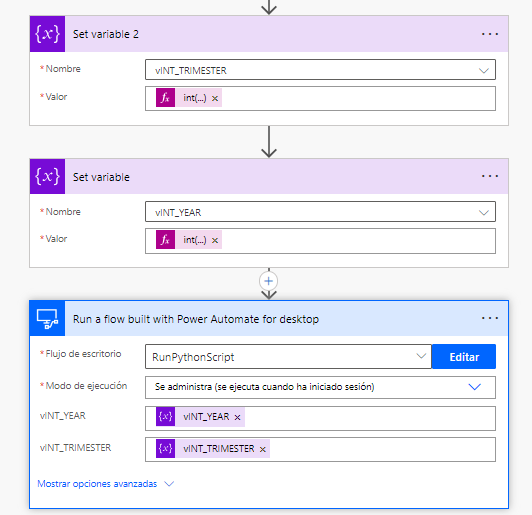 {x} Set variable 2 ...
*Nombre vINT_TRIMESTER
*Valor fx int(...) ×
{x} Set variable ...
*Nombre vINT_YEAR
*Valor fx int(...) ×
Run a flow built with Power Automate for desktop ...
*Flujo de escritorio RunPythonScript Editar
*Modo de ejecución Se administra (se ejecuta cuando ha iniciado sesión)
vINT_YEAR {x} vINT_YEAR ×
vINT_TRIMESTER {x} vINT_TRIMESTER ×
Mostrar opciones avanzadas